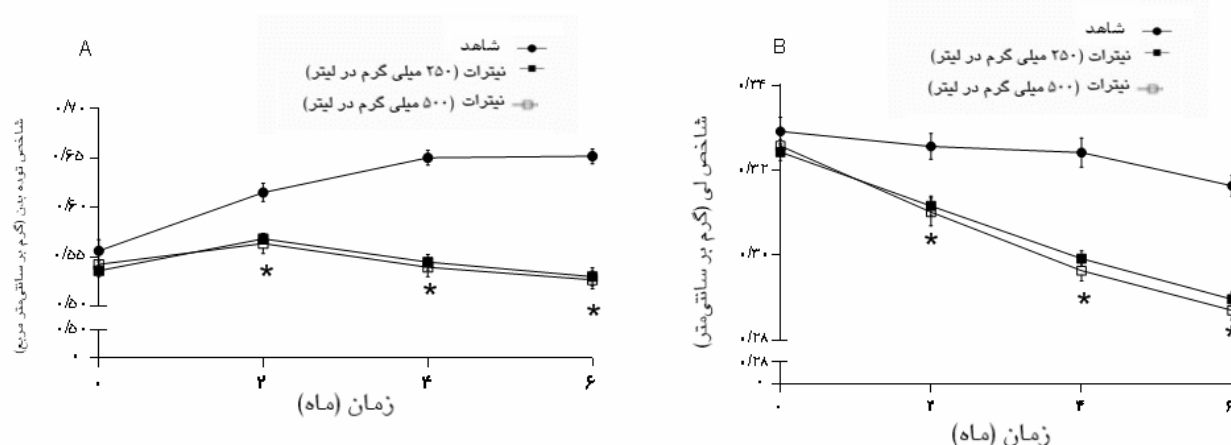 A
شاهد
نیترات (۲۵۰ میلی گرم در لیتر)
نیترات (۵۰۰ میلی گرم در لیتر)
شاخص توده بدن (گرم بر سانتی‌متر مربع)
۰/۷۰
۰/۶۵
۰/۶۰
۰/۵۵
۰/۵۰
۰/۵۰
۰
*
*
*
۰
۲
۴
۶
زمان (ماه)
B
شاهد
نیترات (۲۵۰ میلی گرم در لیتر)
نیترات (۵۰۰ میلی گرم در لیتر)
شاخص لی (گرم بر سانتی‌متر)
۰/۳۴
۰/۳۲
۰/۳۰
۰/۲۸
۰/۲۸
۰
*
*
*
۰
۲
۴
۶
زمان (ماه)